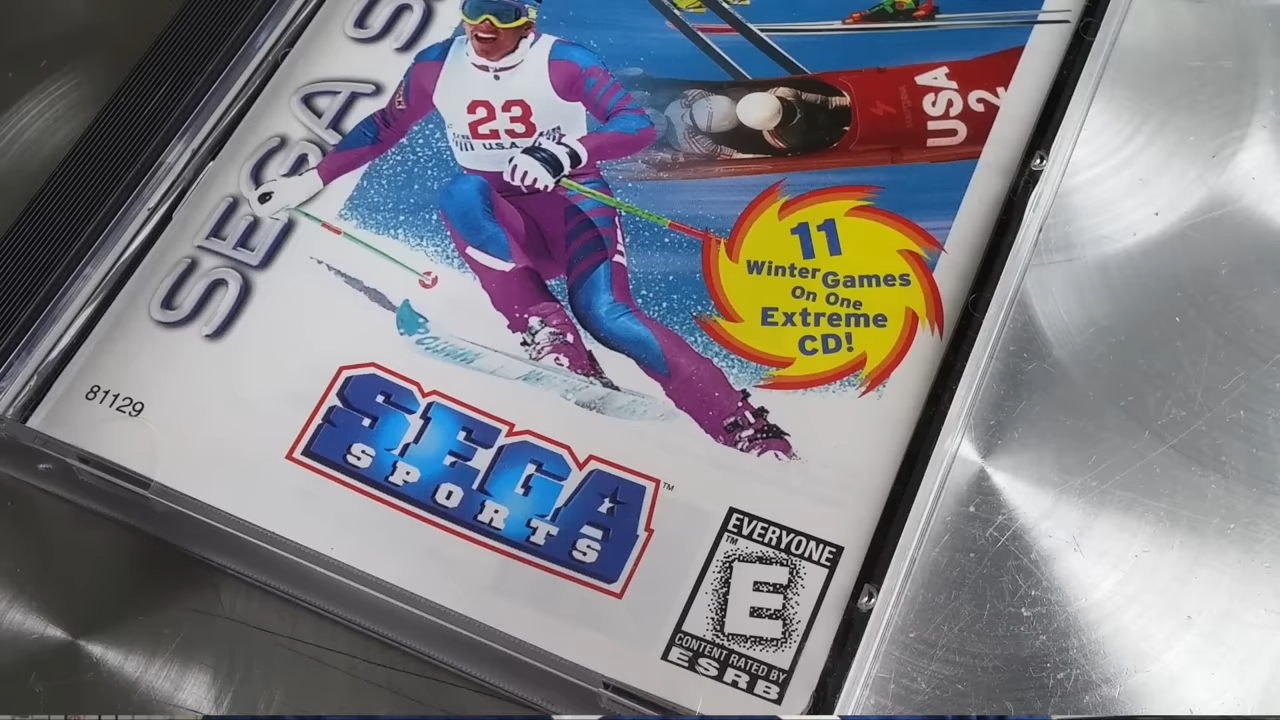 SEGA S
23
U.S.A.
USA
2
11
Winter Games
On One
Extreme
CD!
81129
SEGA
SPORTS
TM
EVERYONE
TM
E
CONTENT RATED BY
ESRB